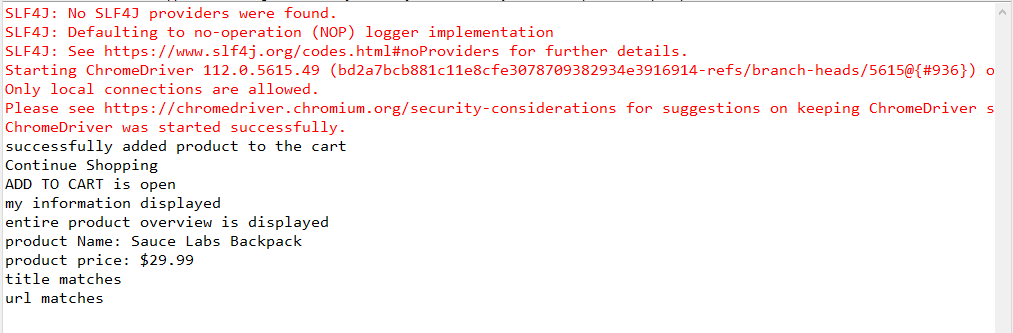 SLF4J: No SLF4J providers were found.
SLF4J: Defaulting to no-operation (NOP) logger implementation
SLF4J: See https://www.slf4j.org/codes.html#noProviders for further details.
Starting ChromeDriver 112.0.5615.49 (bd2a7bcb881c11e8cfe3078709382934e3916914-refs/branch-heads/5615@{#936}) o
Only local connections are allowed.
Please see https://chromedriver.chromium.org/security-considerations for suggestions on keeping ChromeDriver s
ChromeDriver was started successfully.
successfully added product to the cart
Continue Shopping
ADD TO CART is open
my information displayed
entire product overview is displayed
product Name: Sauce Labs Backpack
product price: $29.99
title matches
url matches